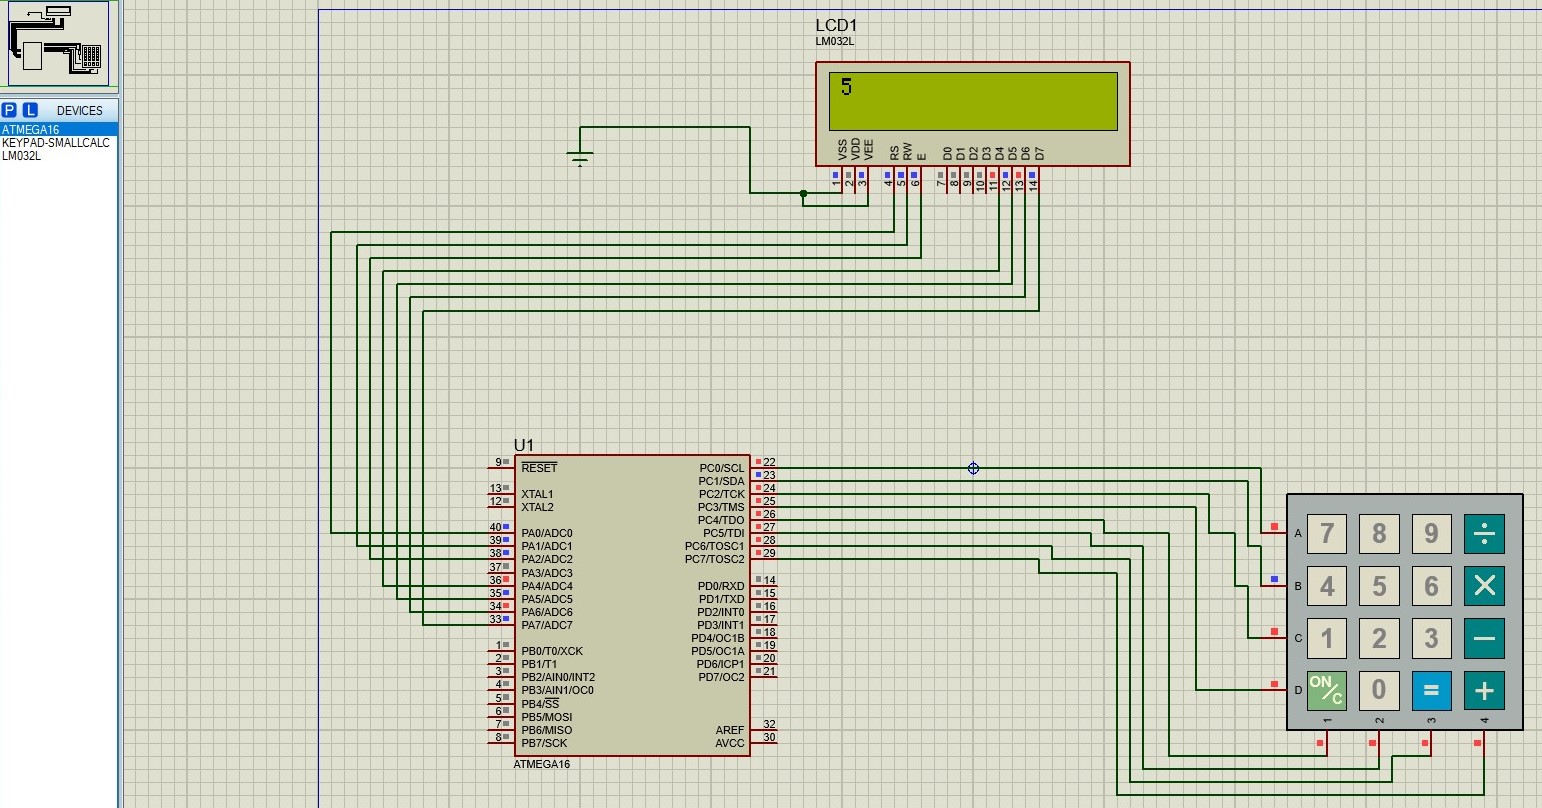 P L DEVICES
ATMEGA16
KEYPAD-SMALLCALC
LM032L
LCD1
LM032L
5
VSS VDD VEE RS RW E D0 D1 D2 D3 D4 D5 D6 D7
1 2 3 4 5 6 7 8 9 10 11 12 13 14
U1
9 RESET
13 XTAL1
12 XTAL2
40 PA0/ADC0
39 PA1/ADC1
38 PA2/ADC2
37 PA3/ADC3
36 PA4/ADC4
35 PA5/ADC5
34 PA6/ADC6
33 PA7/ADC7
1 PB0/T0/XCK
2 PB1/T1
3 PB2/AIN0/INT2
4 PB3/AIN1/OC0
5 PB4/SS
6 PB5/MOSI
7 PB6/MISO
8 PB7/SCK
PC0/SCL 22
PC1/SDA 23
PC2/TCK 24
PC3/TMS 25
PC4/TDO 26
PC5/TDI 27
PC6/TOSC1 28
PC7/TOSC2 29
PD0/RXD 14
PD1/TXD 15
PD2/INT0 16
PD3/INT1 17
PD4/OC1B 18
PD5/OC1A 19
PD6/ICP1 20
PD7/OC2 21
AREF 32
AVCC 30
ATMEGA16
A 7 8 9 ÷
B 4 5 6 ×
C 1 2 3 −
D ON/C 0 = +
1 2 3 4